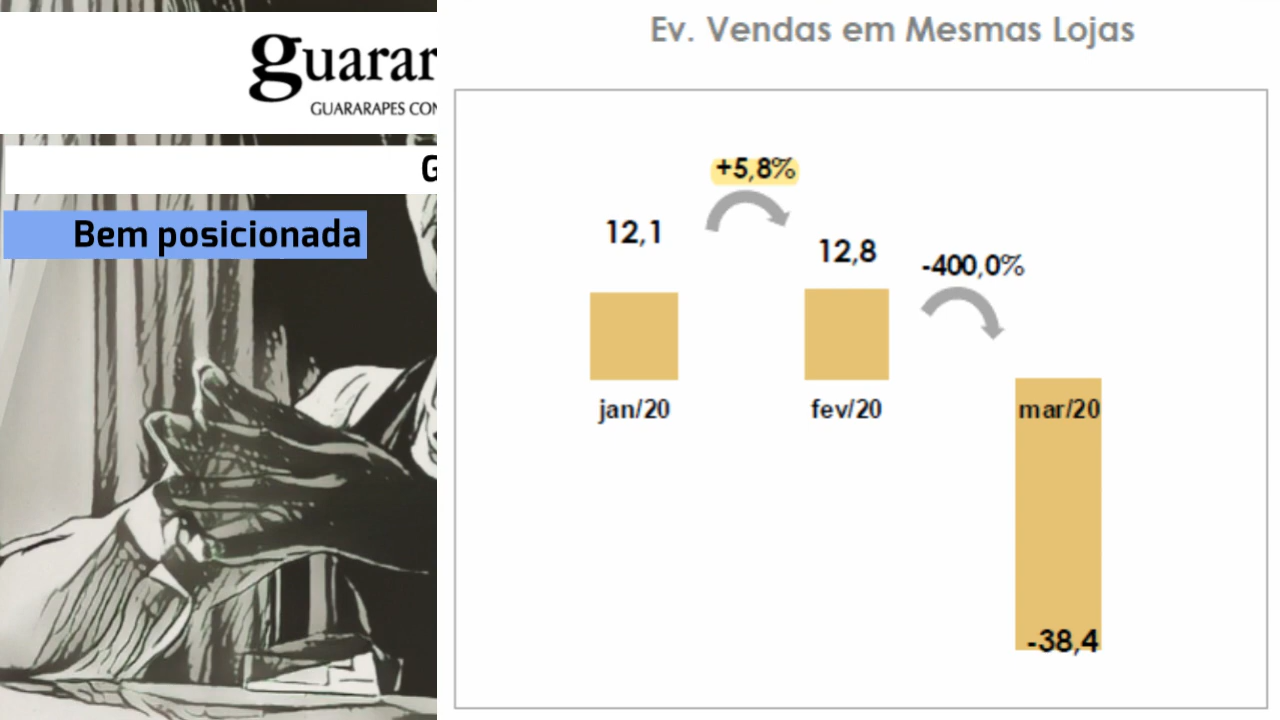 guarar
GUARARAPES CON
G
Bem posicionada
Ev. Vendas em Mesmas Lojas
+5,8%
12,1
12,8
-400,0%
jan/20
fev/20
mar/20
-38,4